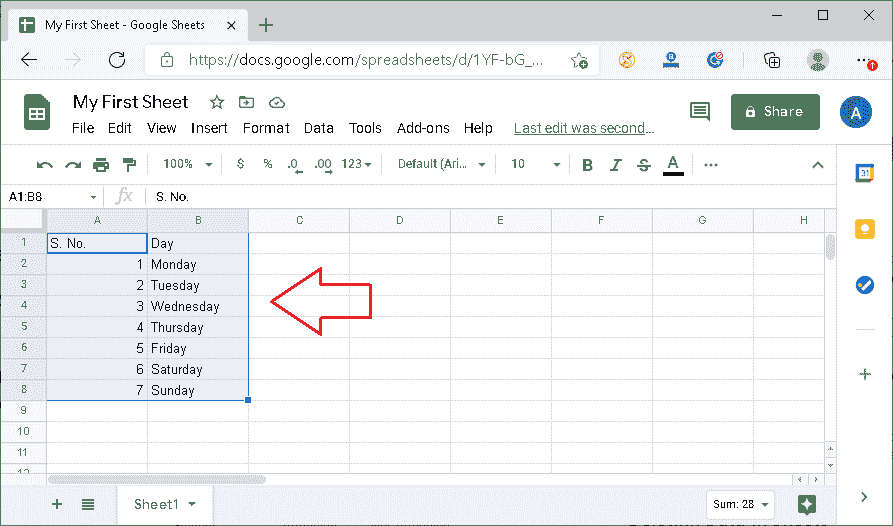 My First Sheet - Google Sheets
https://docs.google.com/spreadsheets/d/1YF-bG_...
My First Sheet
Share
A
File Edit View Insert Format Data Tools Add-ons Help Last edit was second...
100% $ % .0 .00 123 Default (Ari... 10 B I S A
31
A1:B8 fx S. No.
A B C D E F G H
1 S. No. Day
2 1 Monday
3 2 Tuesday
4 3 Wednesday
5 4 Thursday
6 5 Friday
7 6 Saturday
8 7 Sunday
9
10
11
Sheet1 Sum: 28